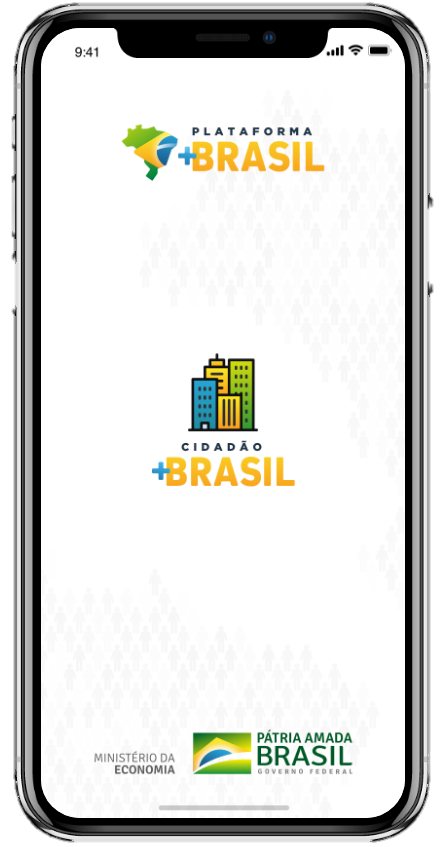 9:41
PLATAFORMA
+BRASIL
CIDADÃO
+BRASIL
MINISTÉRIO DA
ECONOMIA
PÁTRIA AMADA
BRASIL
GOVERNO FEDERAL